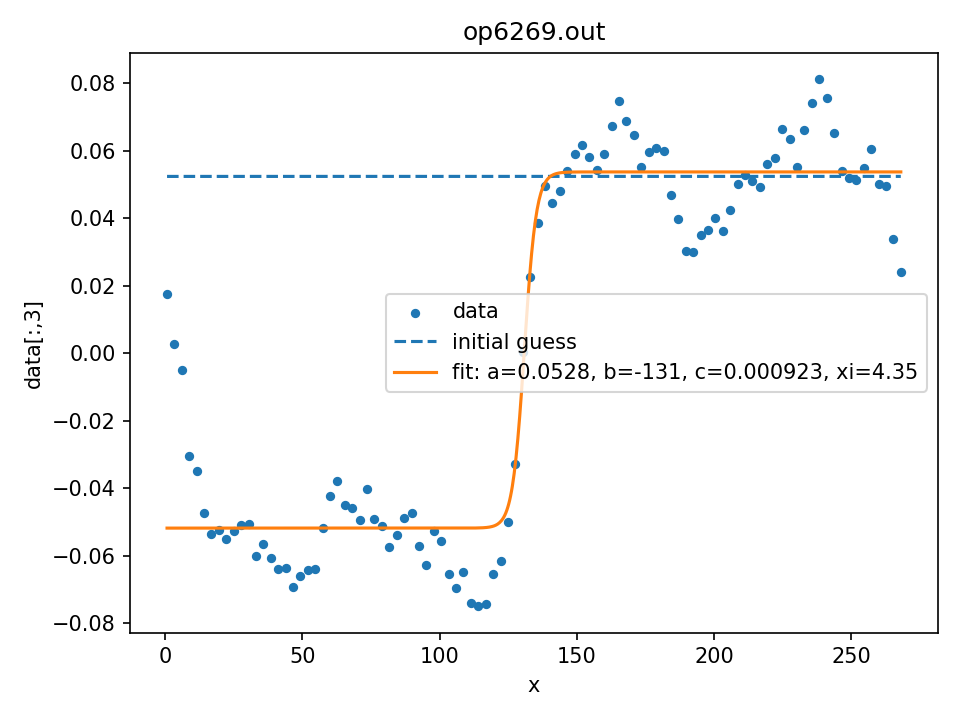 op6269.out
0.08
0.06
0.04
0.02
0.00
−0.02
−0.04
−0.06
−0.08
data[:,3]
data
initial guess
fit: a=0.0528, b=-131, c=0.000923, xi=4.35
0 50 100 150 200 250
x